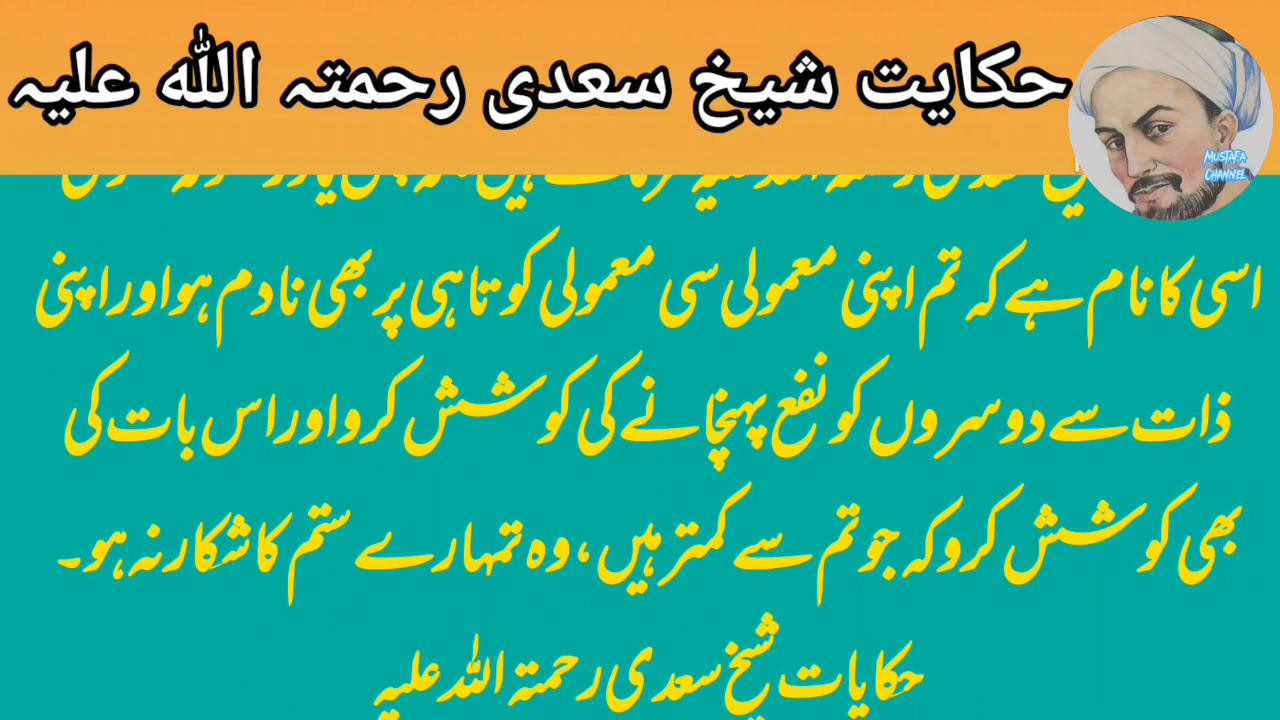 حکایت شیخ سعدی رحمتہ اللہ علیہ
MUSTAFA
CHANNEL
اسی کا نام ہے کہ تم اپنی معمولی سی معمولی کوتاہی پر بھی نادم ہو اور اپنی
ذات سے دوسروں کو نفع پہنچانے کی کوشش کرو اور اس بات کی
بھی کوشش کرو کہ جو تم سے کمتر ہیں، وہ تمہارے ستم کا شکار نہ ہو۔
حکایات شیخ سعدی رحمتہ اللہ علیہ